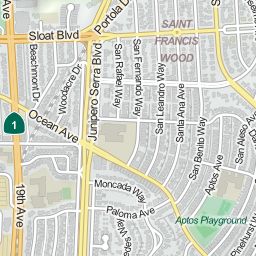 Portola D
SAINT
FRANCIS
WOOD
Sloat Blvd
Ave
Beachmont Dr
Woodacre Dr
Junipero Serra Blvd
San Rafael Way
San Fernando Way
San Leandro Way
Santa Ana Ave
San Benito Way
San Aleso Ave
Aptos Ave
Ocean Ave
1
19th Ave
Moncada Way
Paloma Ave
Aptos Playground
Pinehurst W